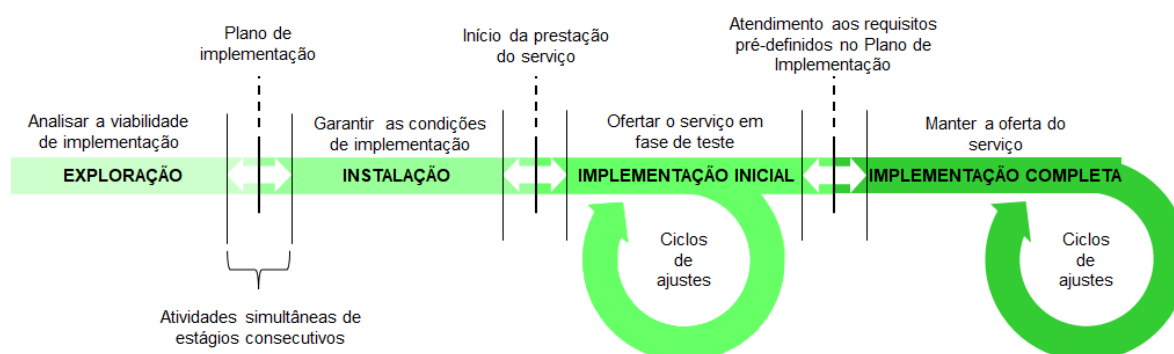 Plano de
implementação
Início da prestação
do serviço
Atendimento aos requisitos
pré-definidos no Plano de
Implementação
Analisar a viabilidade
de implementação
Garantir as condições
de implementação
Ofertar o serviço em
fase de teste
Manter a oferta do
serviço
EXPLORAÇÃO
INSTALAÇÃO
IMPLEMENTAÇÃO INICIAL
IMPLEMENTAÇÃO COMPLETA
Ciclos
de
ajustes
Ciclos
de
ajustes
Atividades simultâneas de
estágios consecutivos